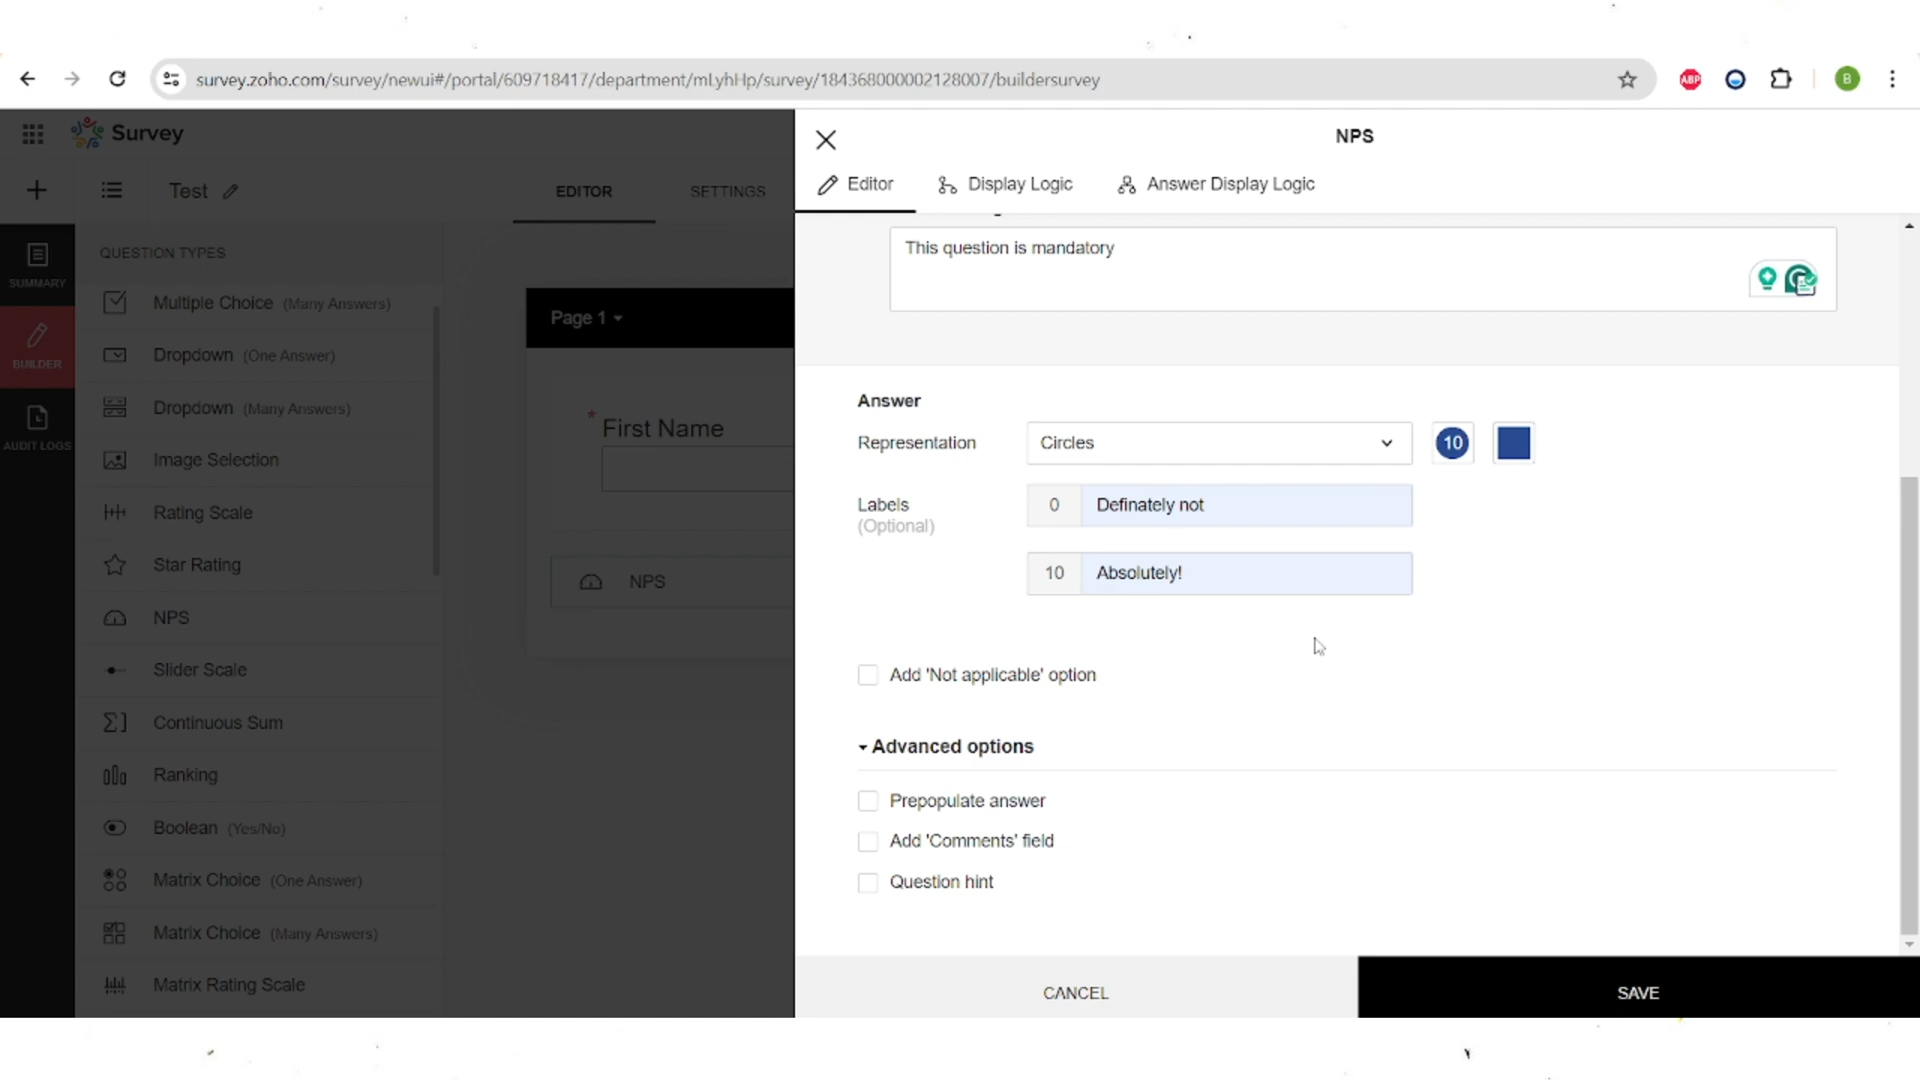 survey.zoho.com/survey/newui#/portal/609718417/department/mLyhHp/survey/184368000002128007/buildersurvey
ABP
B
Survey
Test
EDITOR
SETTINGS
SUMMARY
BUILDER
AUDIT LOGS
QUESTION TYPES
Multiple Choice (Many Answers)
Dropdown (One Answer)
Dropdown (Many Answers)
Image Selection
Rating Scale
Star Rating
NPS
Slider Scale
Continuous Sum
Ranking
Boolean (Yes/No)
Matrix Choice (One Answer)
Matrix Choice (Many Answers)
Matrix Rating Scale
Page 1
* First Name
NPS
NPS
Editor
Display Logic
Answer Display Logic
This question is mandatory
Answer
Representation
Circles
10
Labels
(Optional)
0 Definately not
10 Absolutely!
Add 'Not applicable' option
Advanced options
Prepopulate answer
Add 'Comments' field
Question hint
CANCEL
SAVE